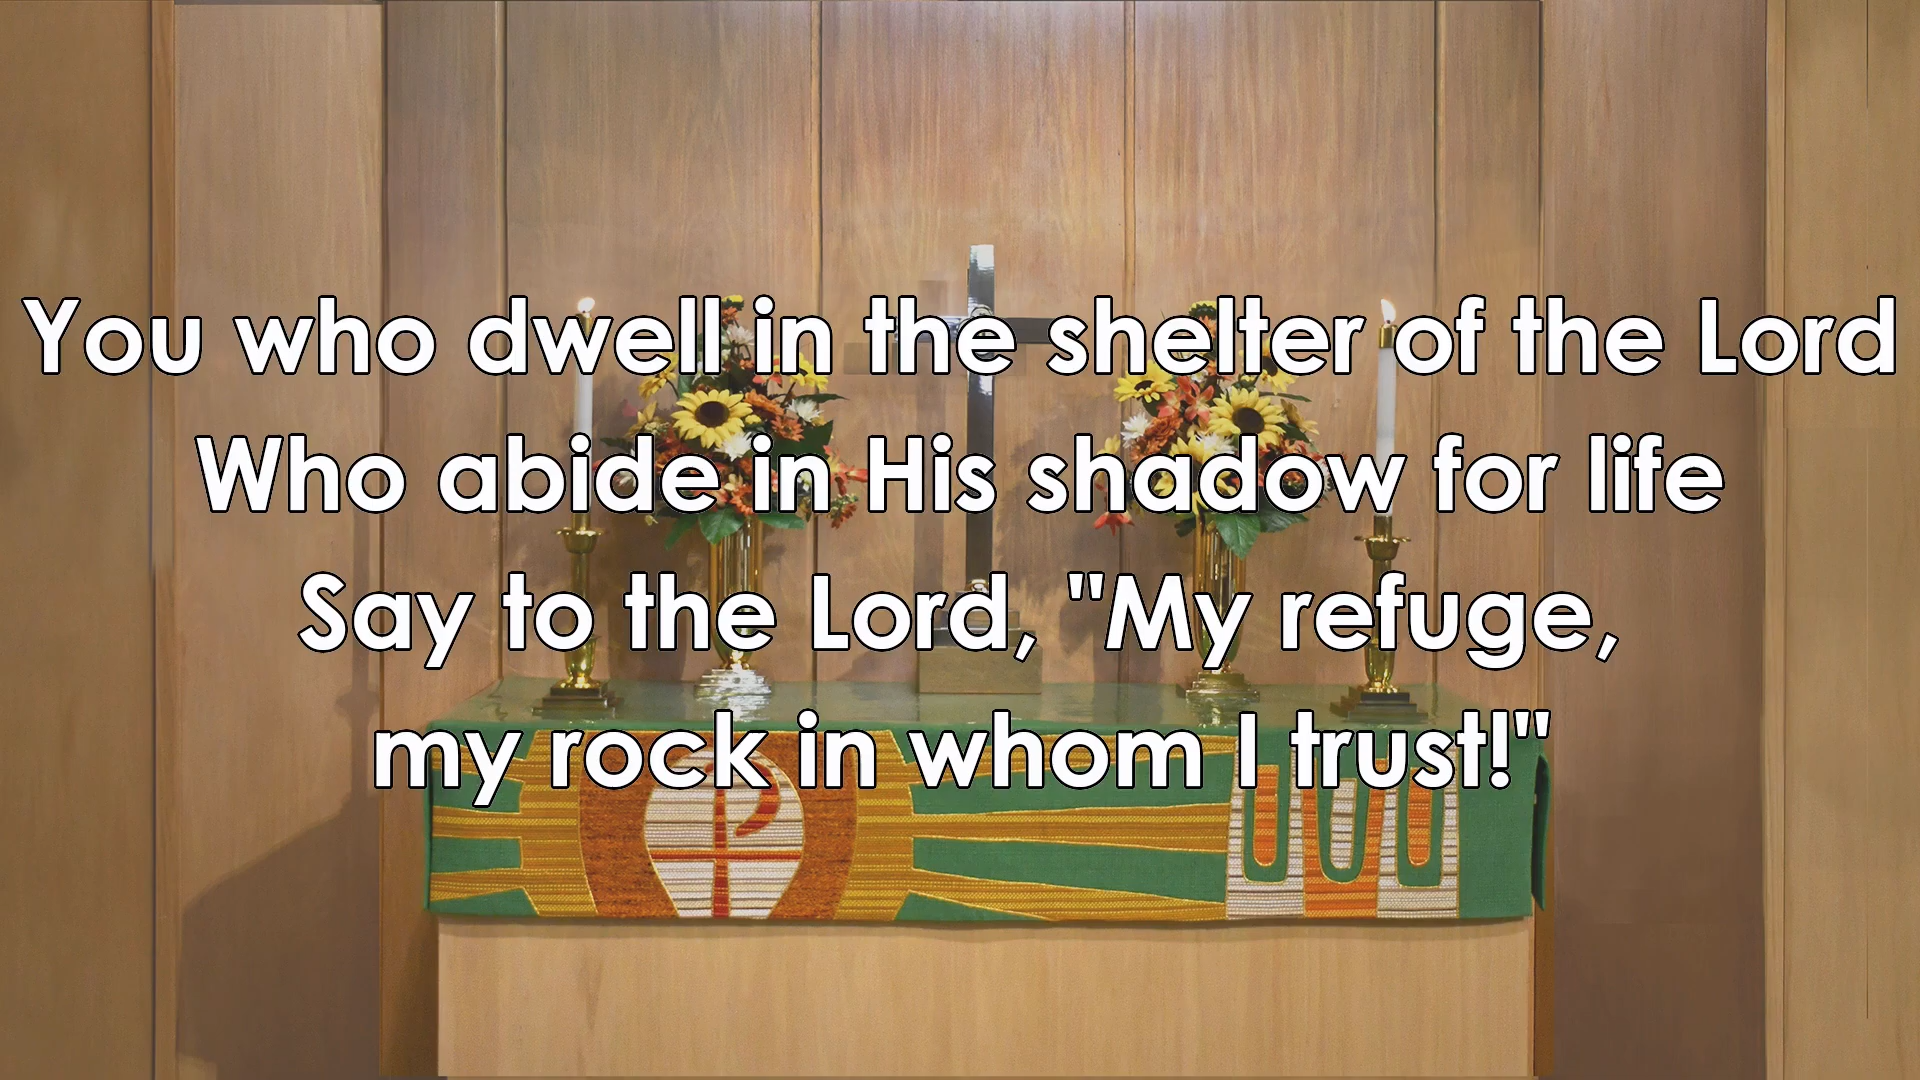 You who dwell in the shelter of the Lord
Who abide in His shadow for life
Say to the Lord, "My refuge,
my rock in whom I trust!"